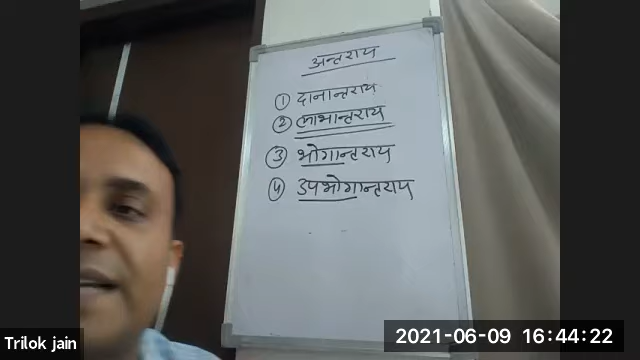 अन्तराय
① दानान्तराय
② लाभान्तराय
③ भोगान्तराय
④ उपभोगान्तराय
Trilok jain
2021-06-09 16:44:22